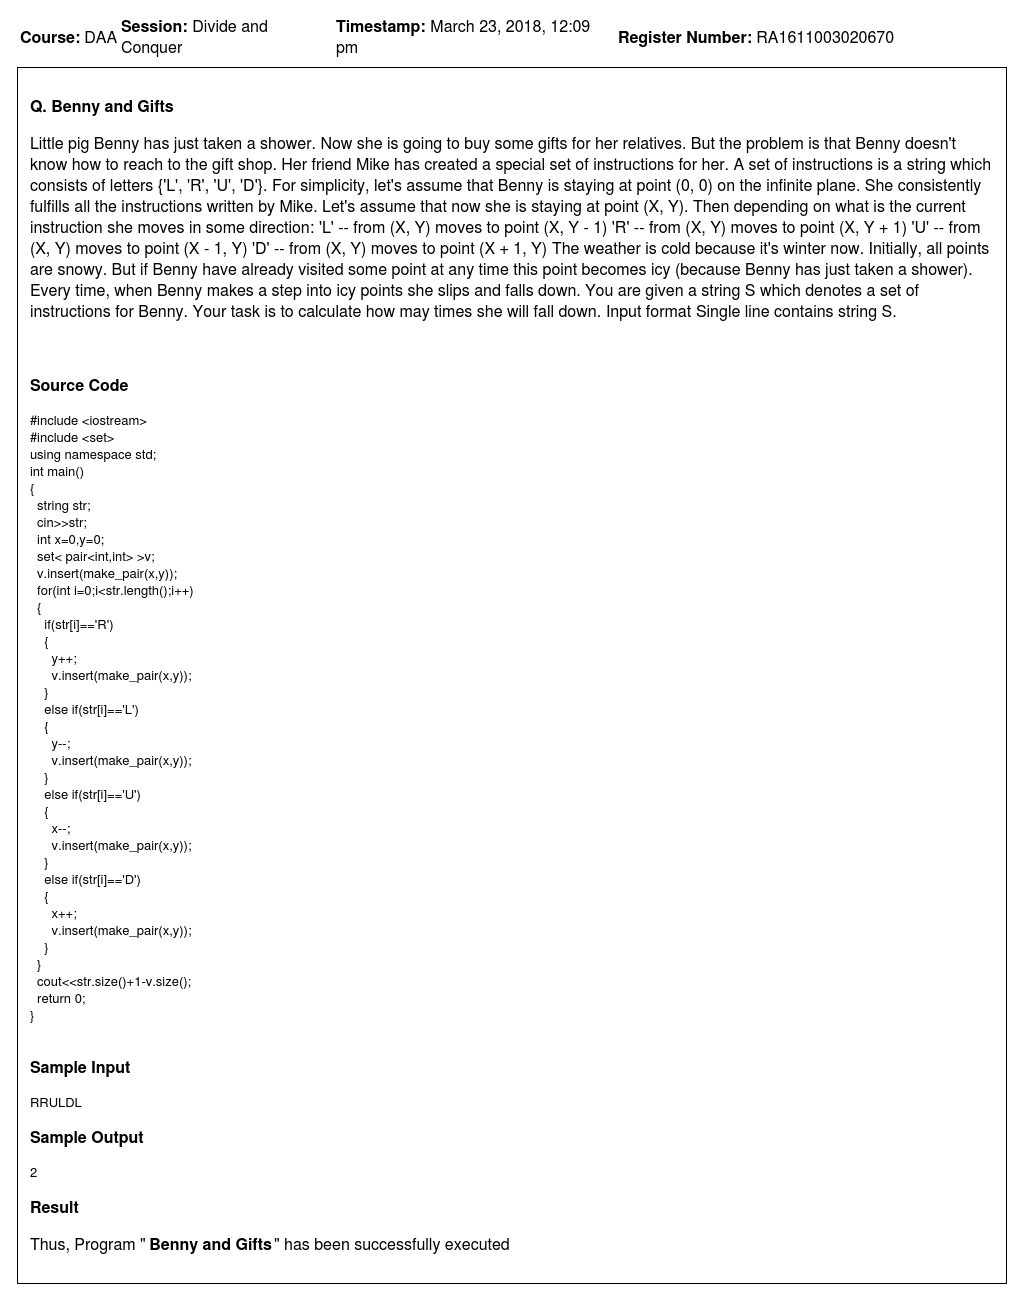 Course: DAA Session: Divide and Conquer Timestamp: March 23, 2018, 12:09 pm Register Number: RA1611003020670
Q. Benny and Gifts
Little pig Benny has just taken a shower. Now she is going to buy some gifts for her relatives. But the problem is that Benny doesn't
know how to reach to the gift shop. Her friend Mike has created a special set of instructions for her. A set of instructions is a string which
consists of letters {'L', 'R', 'U', 'D'}. For simplicity, let's assume that Benny is staying at point (0, 0) on the infinite plane. She consistently
fulfills all the instructions written by Mike. Let's assume that now she is staying at point (X, Y). Then depending on what is the current
instruction she moves in some direction: 'L' -- from (X, Y) moves to point (X, Y - 1) 'R' -- from (X, Y) moves to point (X, Y + 1) 'U' -- from
(X, Y) moves to point (X - 1, Y) 'D' -- from (X, Y) moves to point (X + 1, Y) The weather is cold because it's winter now. Initially, all points
are snowy. But if Benny have already visited some point at any time this point becomes icy (because Benny has just taken a shower).
Every time, when Benny makes a step into icy points she slips and falls down. You are given a string S which denotes a set of
instructions for Benny. Your task is to calculate how may times she will fall down. Input format Single line contains string S.
Source Code
#include <iostream>
#include <set>
using namespace std;
int main()
{
string str;
cin>>str;
int x=0,y=0;
set< pair<int,int> >v;
v.insert(make_pair(x,y));
for(int i=0;i<str.length();i++)
{
if(str[i]=='R')
{
y++;
v.insert(make_pair(x,y));
}
else if(str[i]=='L')
{
y--;
v.insert(make_pair(x,y));
}
else if(str[i]=='U')
{
x--;
v.insert(make_pair(x,y));
}
else if(str[i]=='D')
{
x++;
v.insert(make_pair(x,y));
}
}
cout<<str.size()+1-v.size();
return 0;
}
Sample Input
RRULDL
Sample Output
2
Result
Thus, Program " Benny and Gifts" has been successfully executed